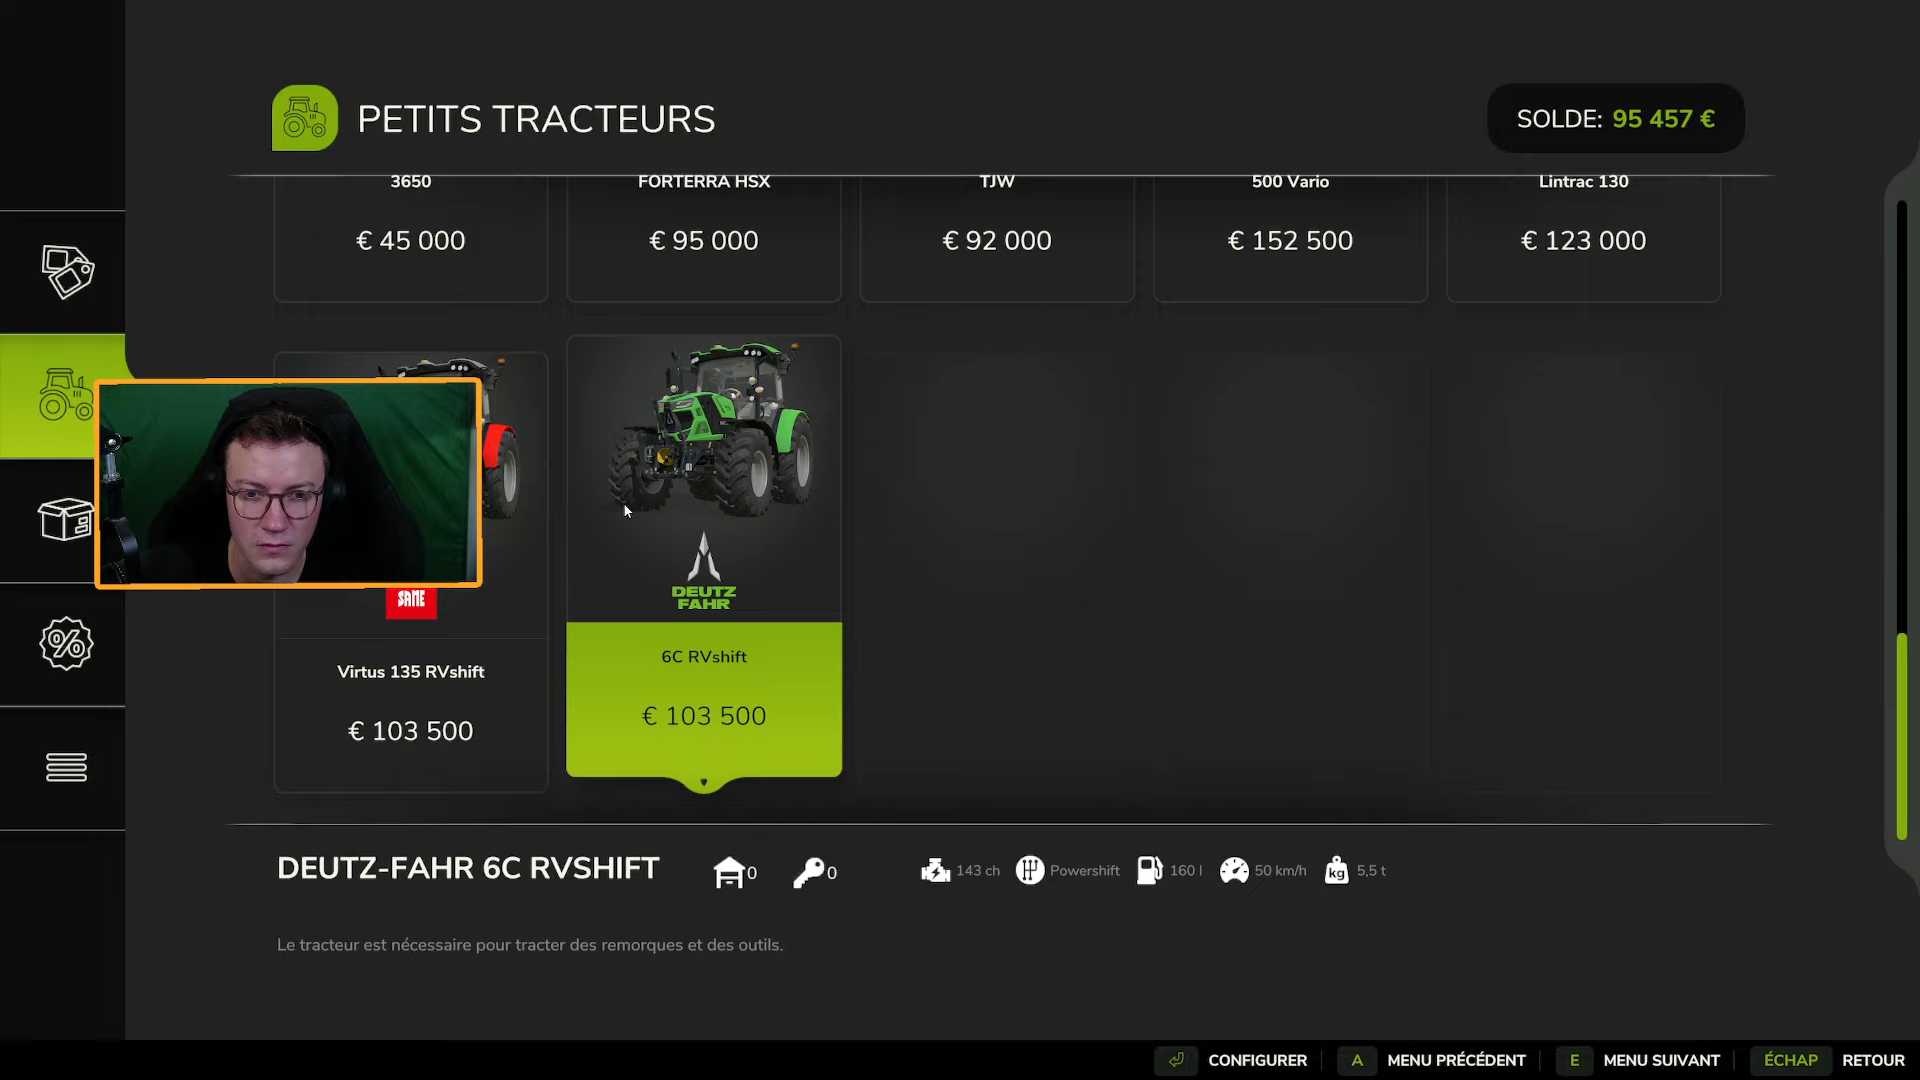 PETITS TRACTEURS
SOLDE: 95 457 €
3650
FORTERRA HSX
TJW
500 Vario
Lintrac 130
€ 45 000
€ 95 000
€ 92 000
€ 152 500
€ 123 000
SAME
DEUTZ
FAHR
Virtus 135 RVshift
6C RVshift
€ 103 500
€ 103 500
DEUTZ-FAHR 6C RVSHIFT
0
0
143 ch
Powershift
160 l
50 km/h
kg
5,5 t
Le tracteur est nécessaire pour tracter des remorques et des outils.
CONFIGURER
A MENU PRÉCÉDENT
E MENU SUIVANT
ÉCHAP RETOUR